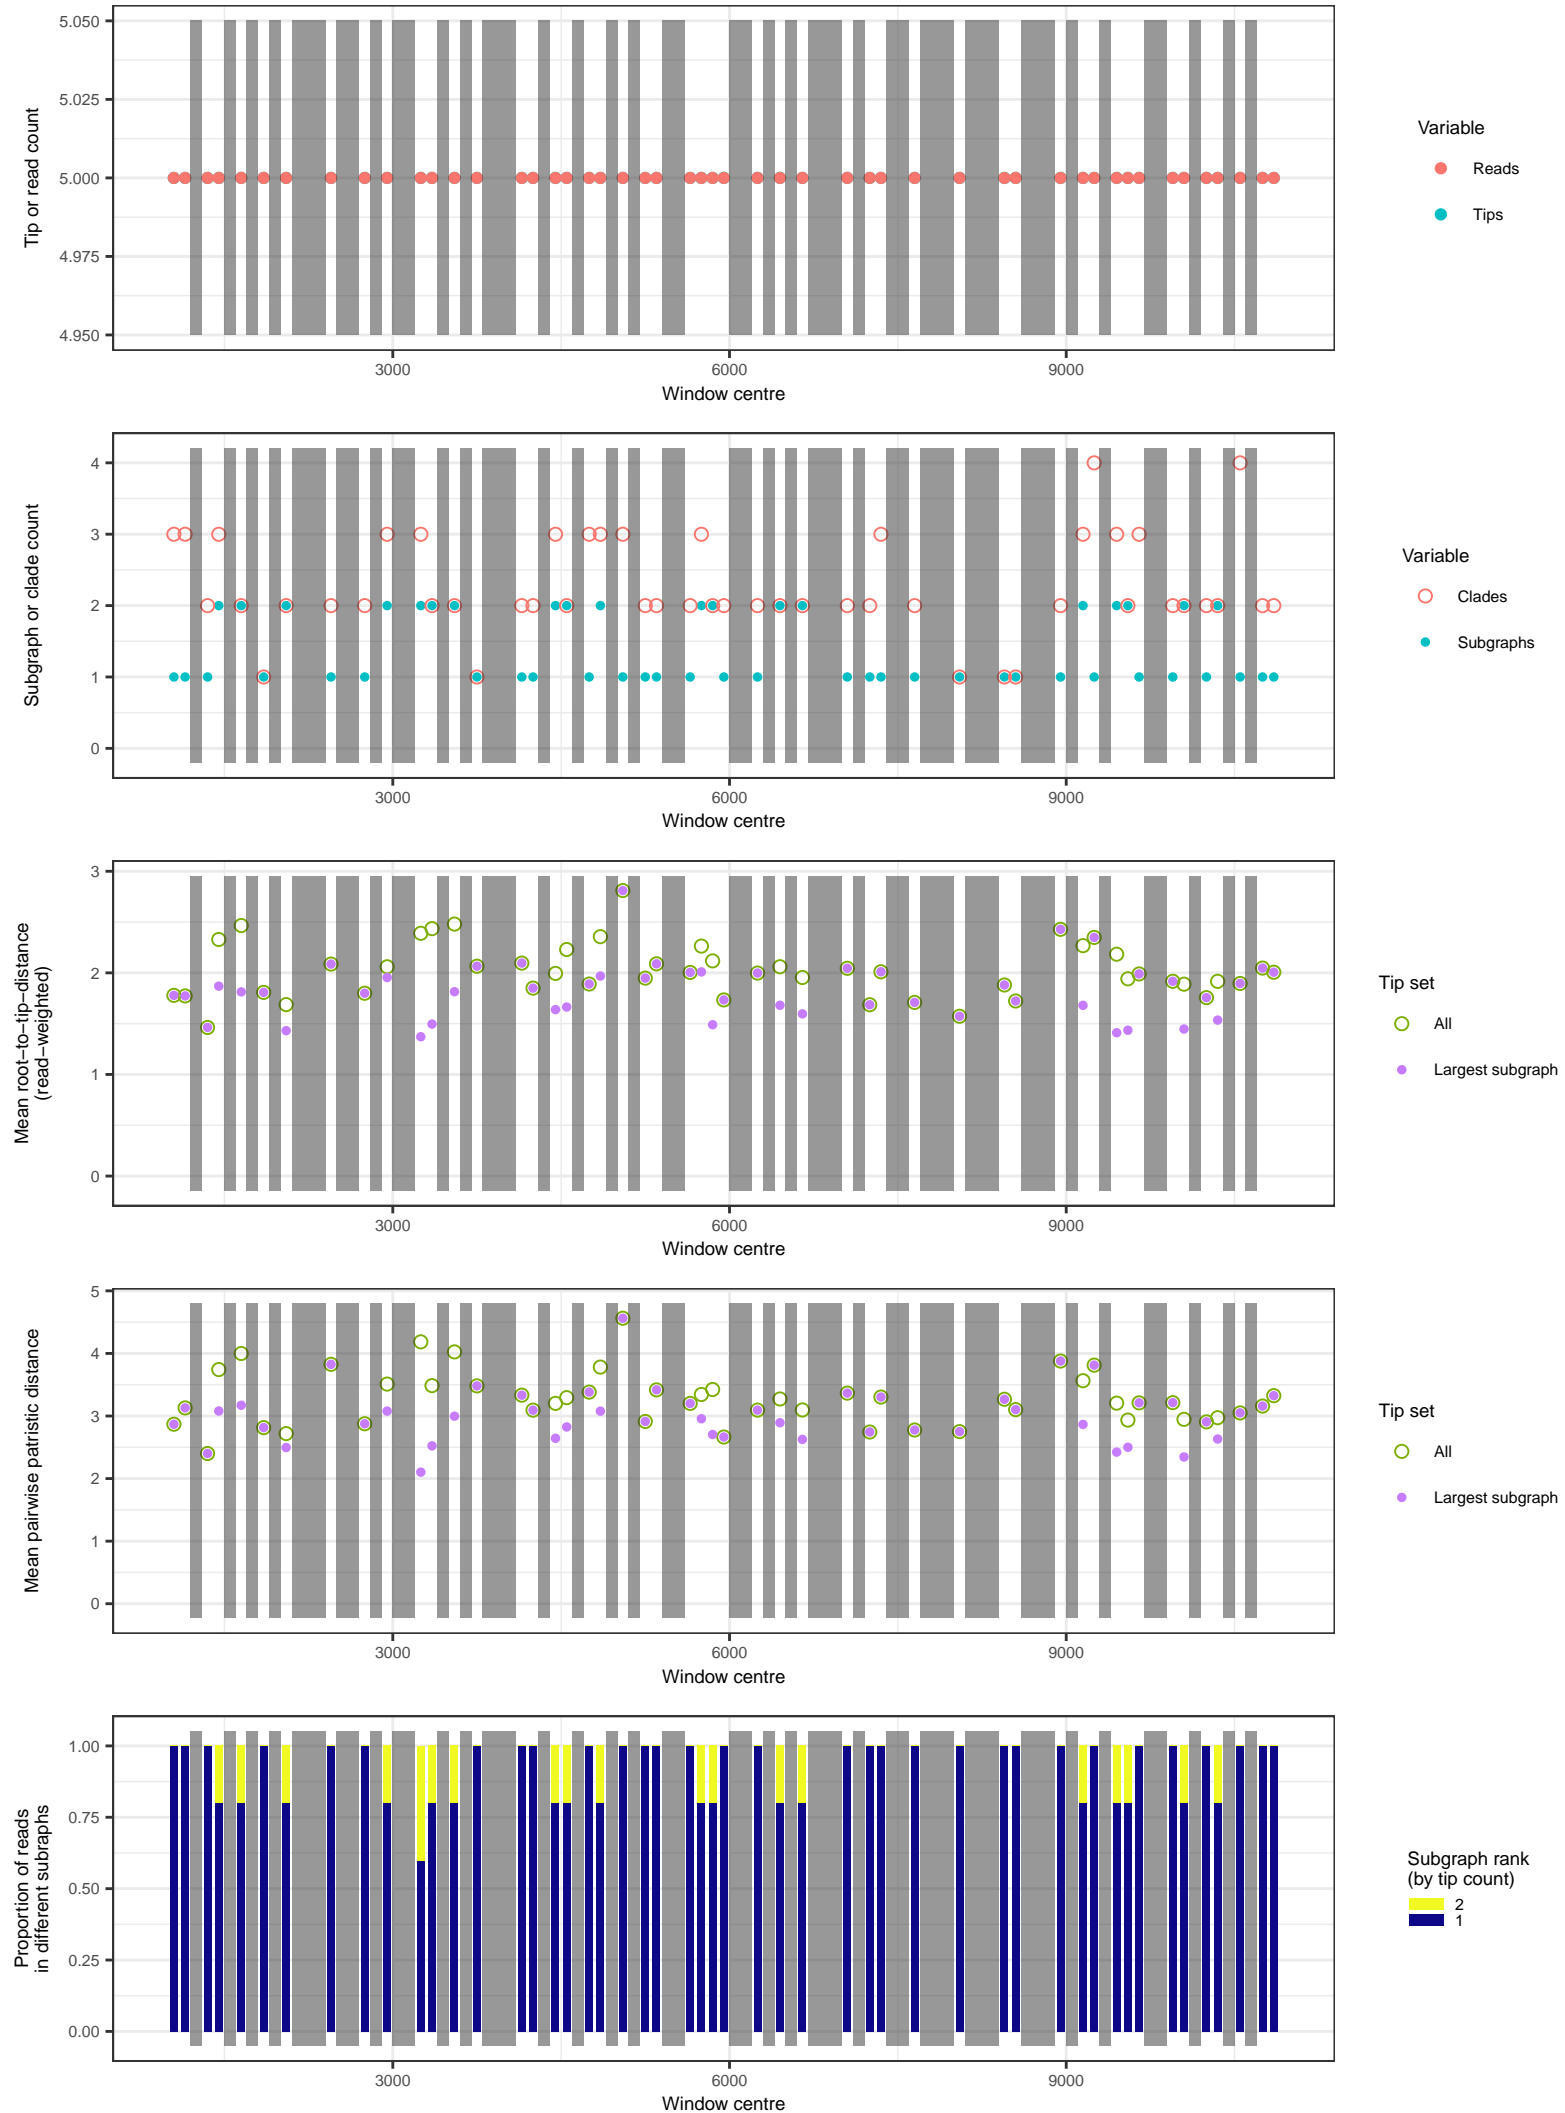 5.050
5.025
5.000
4.975
4.950
Tip or read count
3000
6000
9000
Window centre
Variable
Reads
Tips
4
3
2
1
0
Subgraph or clade count
3000
6000
9000
Window centre
Variable
Clades
Subgraphs
3
2
1
0
Mean root−to−tip−distance
(read−weighted)
3000
6000
9000
Window centre
Tip set
All
Largest subgraph
5
4
3
2
1
0
Mean pairwise patristic distance
3000
6000
9000
Window centre
Tip set
All
Largest subgraph
1.00
0.75
0.50
0.25
0.00
Proportion of reads
in different subraphs
3000
6000
9000
Window centre
Subgraph rank
(by tip count)
2
1